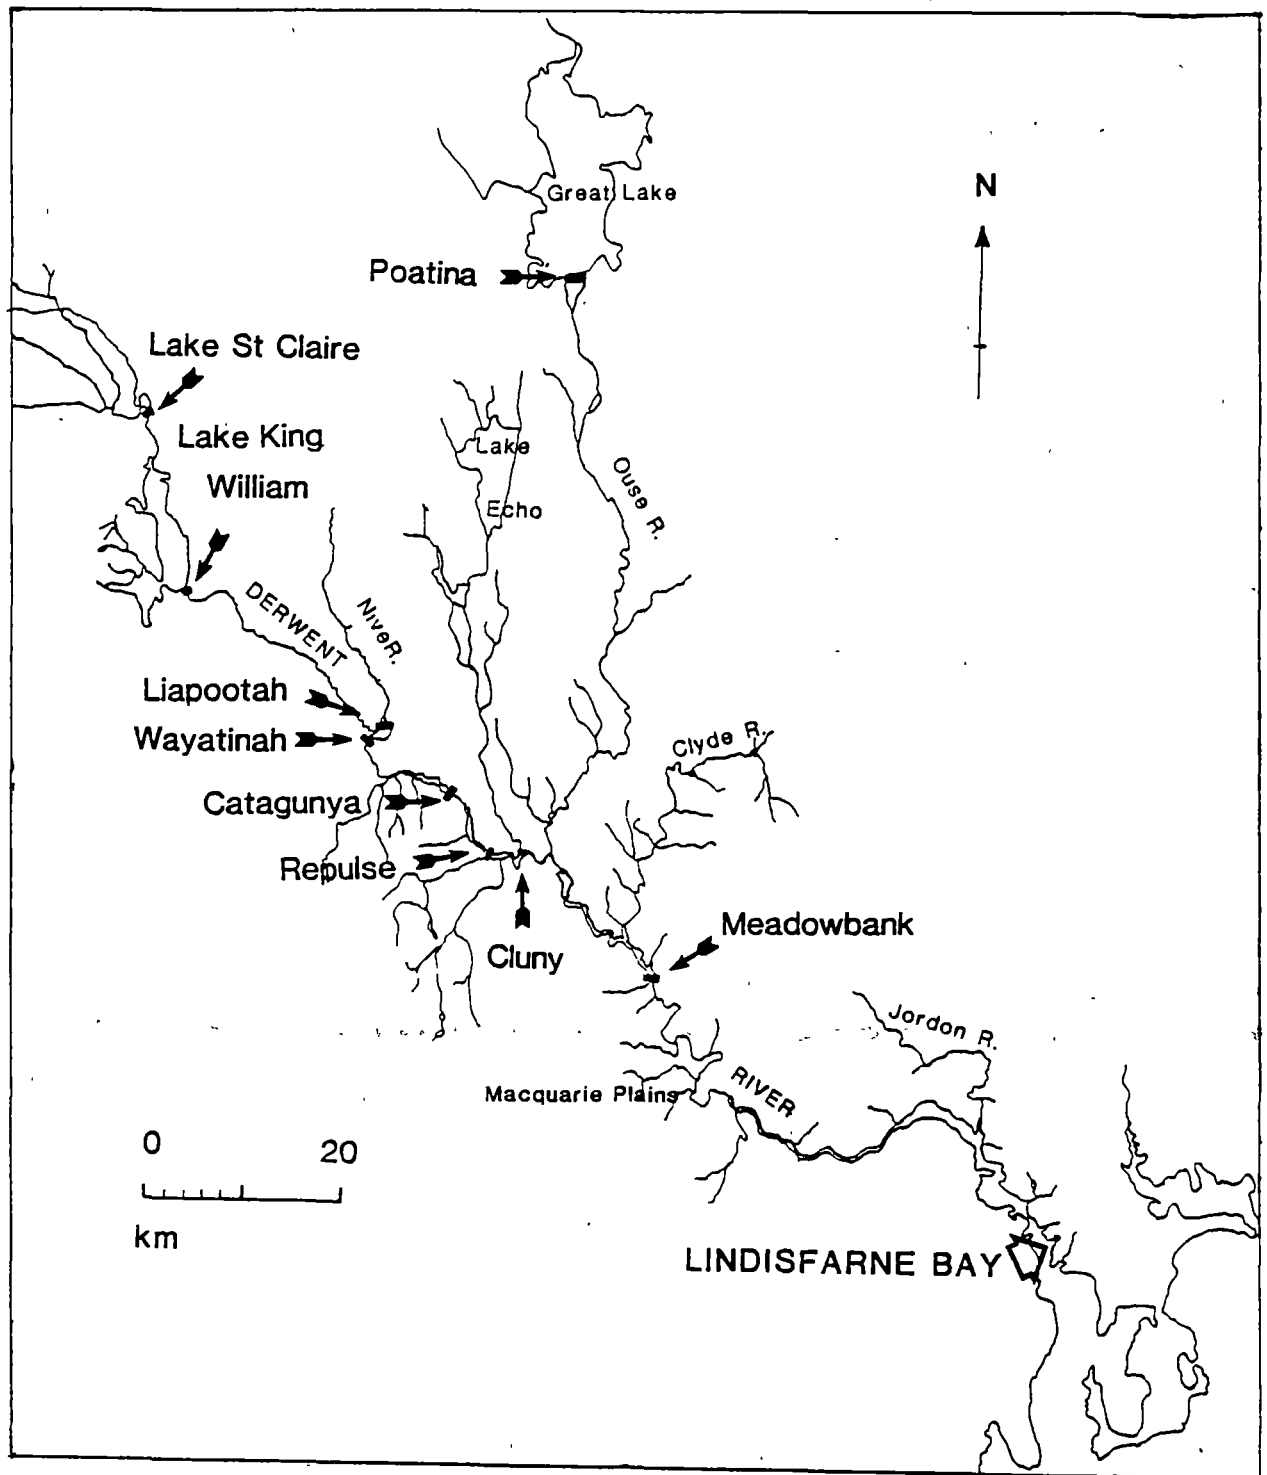 Great Lake
N
Poatina
Lake St Claire
Lake King
William
Lake
Echo
Ouse R.
DERWENT
Nive R.
Liapootah
Wayatinah
Clyde R.
Catagunya
Repulse
Cluny
Meadowbank
Jordon R.
Macquarie Plains
RIVER
0 20
km
LINDISFARNE BAY